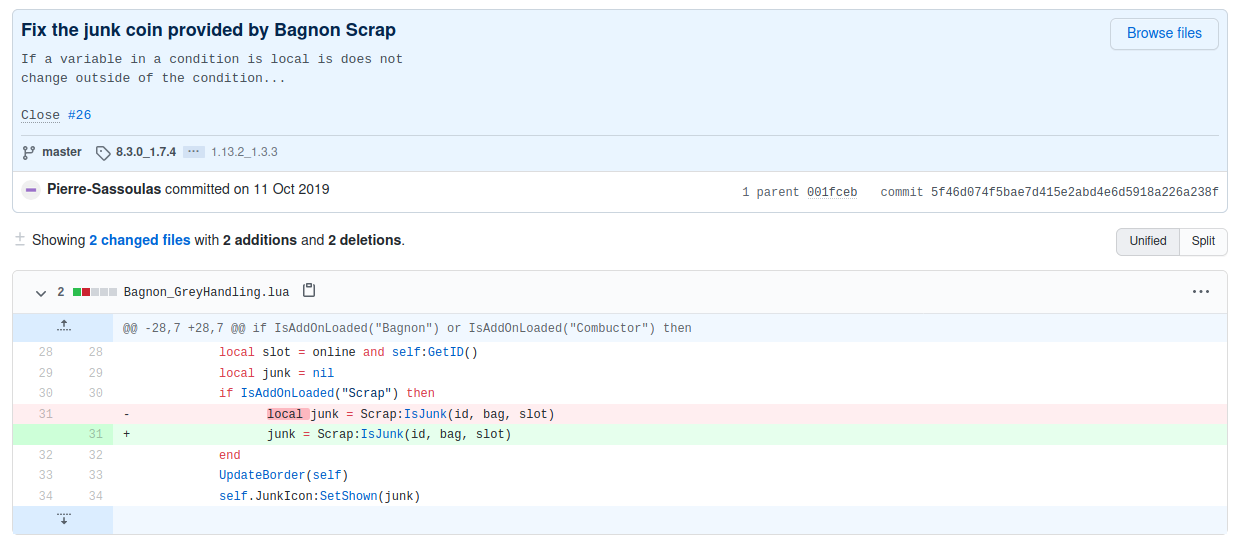 Fix the junk coin provided by Bagnon Scrap
Browse files
If a variable in a condition is local is does not
change outside of the condition...
Close #26
master 8.3.0_1.7.4 ... 1.13.2_1.3.3
Pierre-Sassoulas committed on 11 Oct 2019 1 parent 001fceb commit 5f46d074f5bae7d415e2abd4e6d5918a226a238f
± Showing 2 changed files with 2 additions and 2 deletions. Unified Split
2 Bagnon_GreyHandling.lua
@@ -28,7 +28,7 @@ if IsAddOnLoaded("Bagnon") or IsAddOnLoaded("Combuctor") then
28 28 local slot = online and self:GetID()
29 29 local junk = nil
30 30 if IsAddOnLoaded("Scrap") then
31 - local junk = Scrap:IsJunk(id, bag, slot)
31 + junk = Scrap:IsJunk(id, bag, slot)
32 32 end
33 33 UpdateBorder(self)
34 34 self.JunkIcon:SetShown(junk)